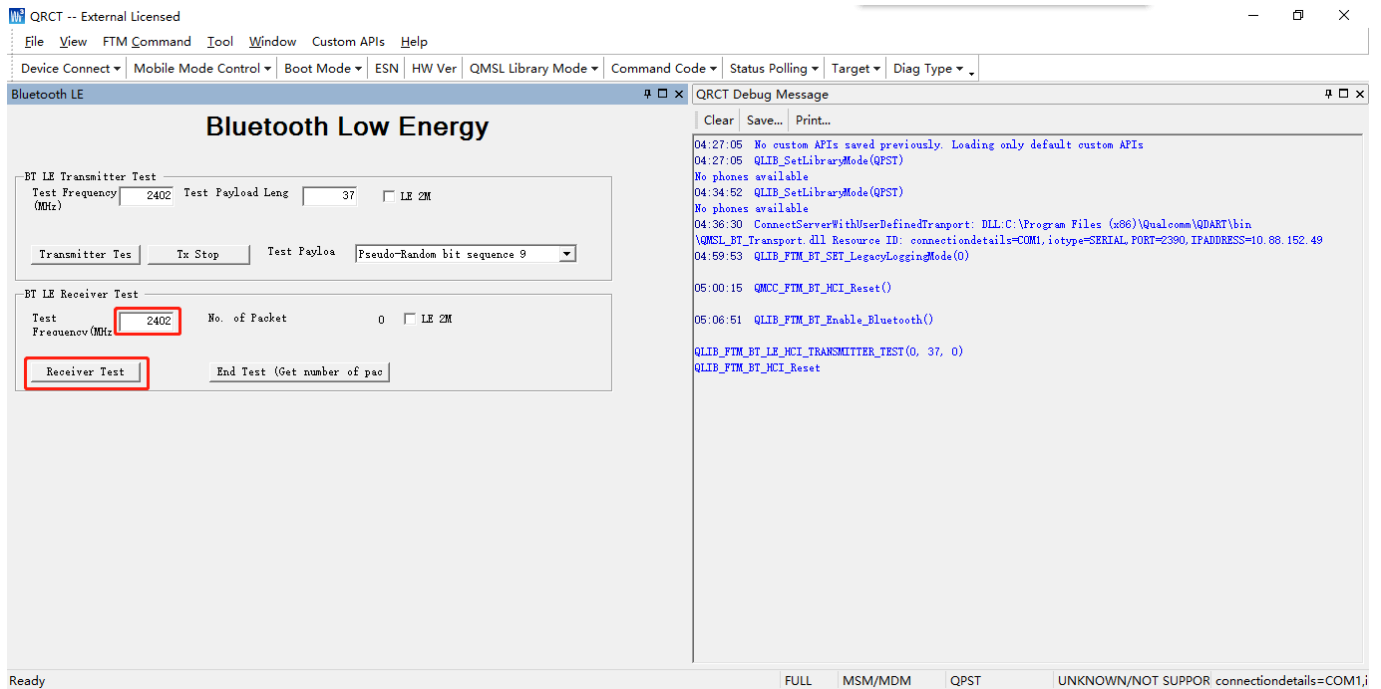 QRCT -- External Licensed
File View FTM Command Tool Window Custom APIs Help
Device Connect Mobile Mode Control Boot Mode ESN HW Ver QMSL Library Mode Command Code Status Polling Target Diag Type
Bluetooth LE
Bluetooth Low Energy
BT LE Transmitter Test
Test Frequency (MHz) 2402 Test Payload Leng 37 LE 2M
Transmitter Tes Tx Stop Test Payloa Pseudo-Random bit sequence 9
BT LE Receiver Test
Test Frequency(MHz 2402 No. of Packet 0 LE 2M
Receiver Test End Test (Get number of pac
QRCT Debug Message
Clear Save... Print...
04:27:05 No custom APIs saved previously. Loading only default custom APIs
04:27:05 QLIB_SetLibraryMode(QPST)
No phones available
04:34:52 QLIB_SetLibraryMode(QPST)
No phones available
04:36:30 ConnectServerWithUserDefinedTranport: DLL:C:\Program Files (x86)\Qualcomm\QDART\bin
\QMSL_BT_Transport.dll Resource ID: connectiondetails=COM1,iotype=SERIAL,PORT=2390,IPADDRESS=10.88.152.49
04:59:53 QLIB_FTM_BT_SET_LegacyLoggingMode(0)
05:00:15 QMCC_FTM_BT_HCI_Reset()
05:06:51 QLIB_FTM_BT_Enable_Bluetooth()
QLIB_FTM_BT_LE_HCI_TRANSMITTER_TEST(0, 37, 0)
QLIB_FTM_BT_HCI_Reset
Ready FULL MSM/MDM QPST UNKNOWN/NOT SUPPOR connectiondetails=COM1,i